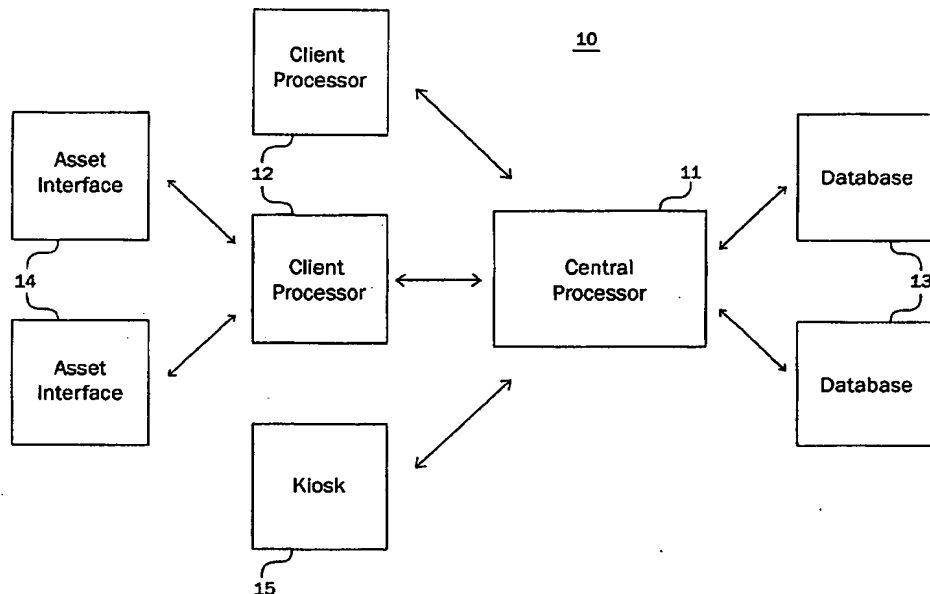 10
Client
Processor
Asset
Interface
12
11
Database
14
Client
Processor
Central
Processor
13
Asset
Interface
Database
Kiosk
15